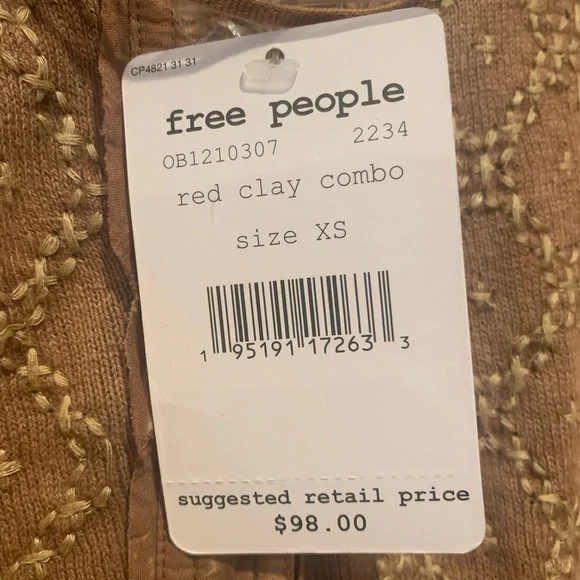 CP4821 31 31
free people
OB1210307 2234
red clay combo
size XS
1 95191 17263 3
suggested retail price
$98.00